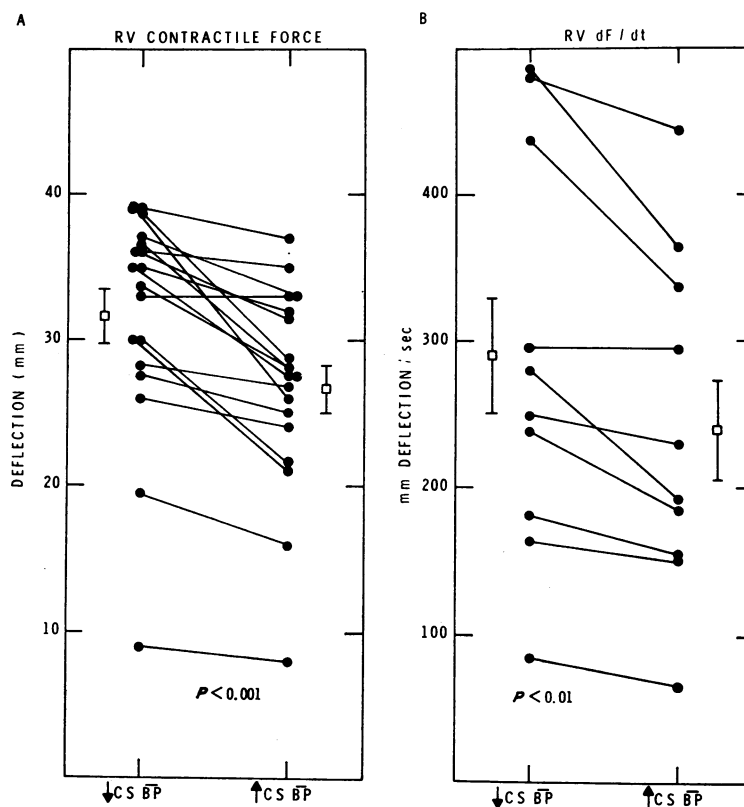 A
RV CONTRACTILE FORCE
40
30
20
10
DEFLECTION (mm)
P<0.001
↓CS B̅P̅
↑CS B̅P̅
B
RV dF/dt
400
300
200
100
mm DEFLECTION/sec
P<0.01
↓CS B̅P̅
↑CS B̅P̅